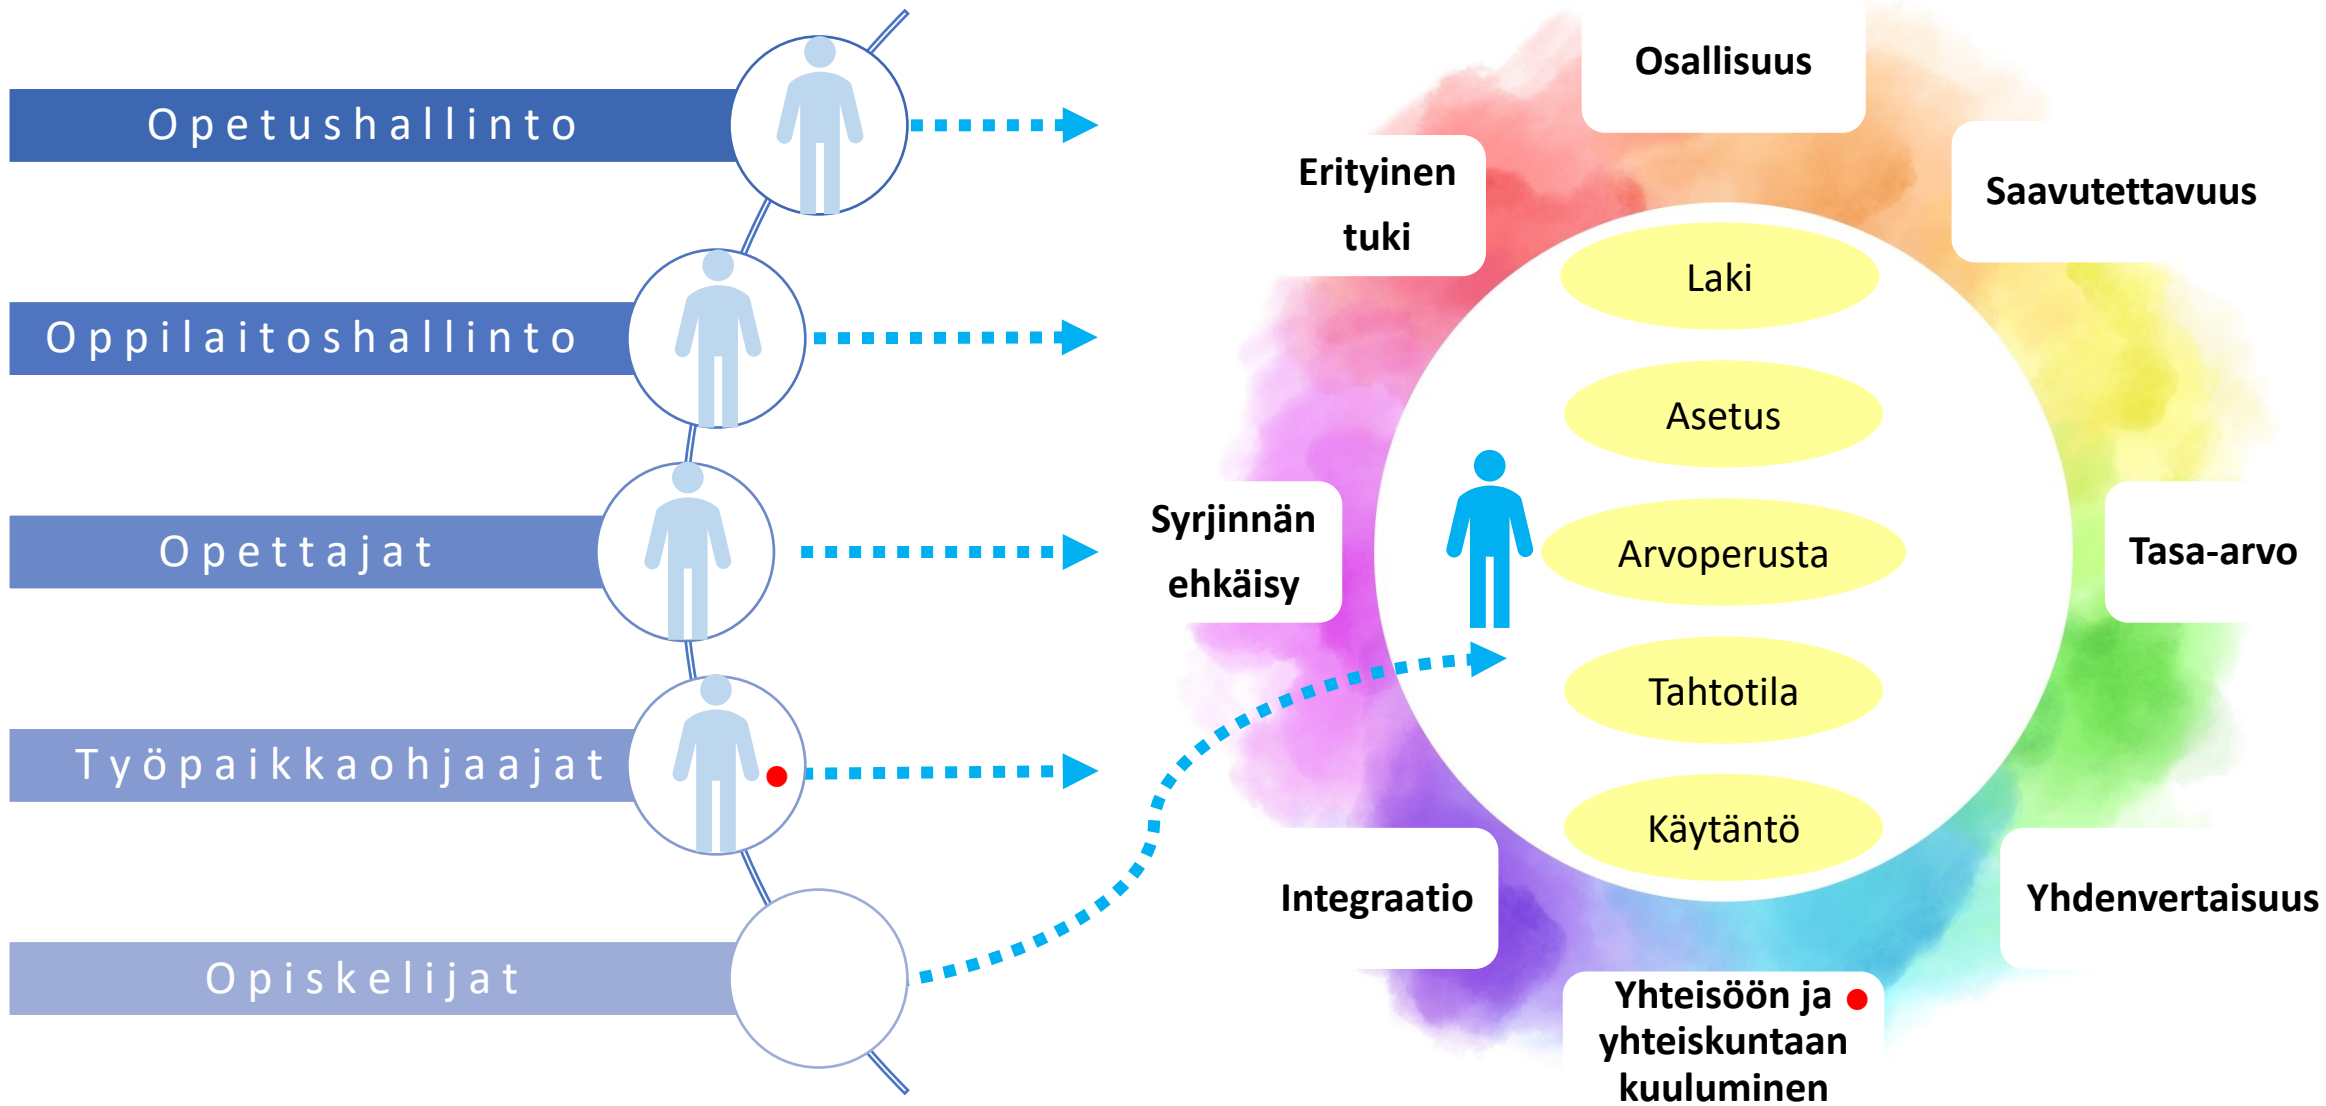 Opetushallinto
Oppilaitoshallinto
Opettajat
Työpaikkaohjaajat
Opiskelijat
Osallisuus
Saavutettavuus
Tasa-arvo
Yhdenvertaisuus
Yhteisöön ja
yhteiskuntaan
kuuluminen
Integraatio
Syrjinnän
ehkäisy
Erityinen
tuki
Laki
Asetus
Arvoperusta
Tahtotila
Käytäntö